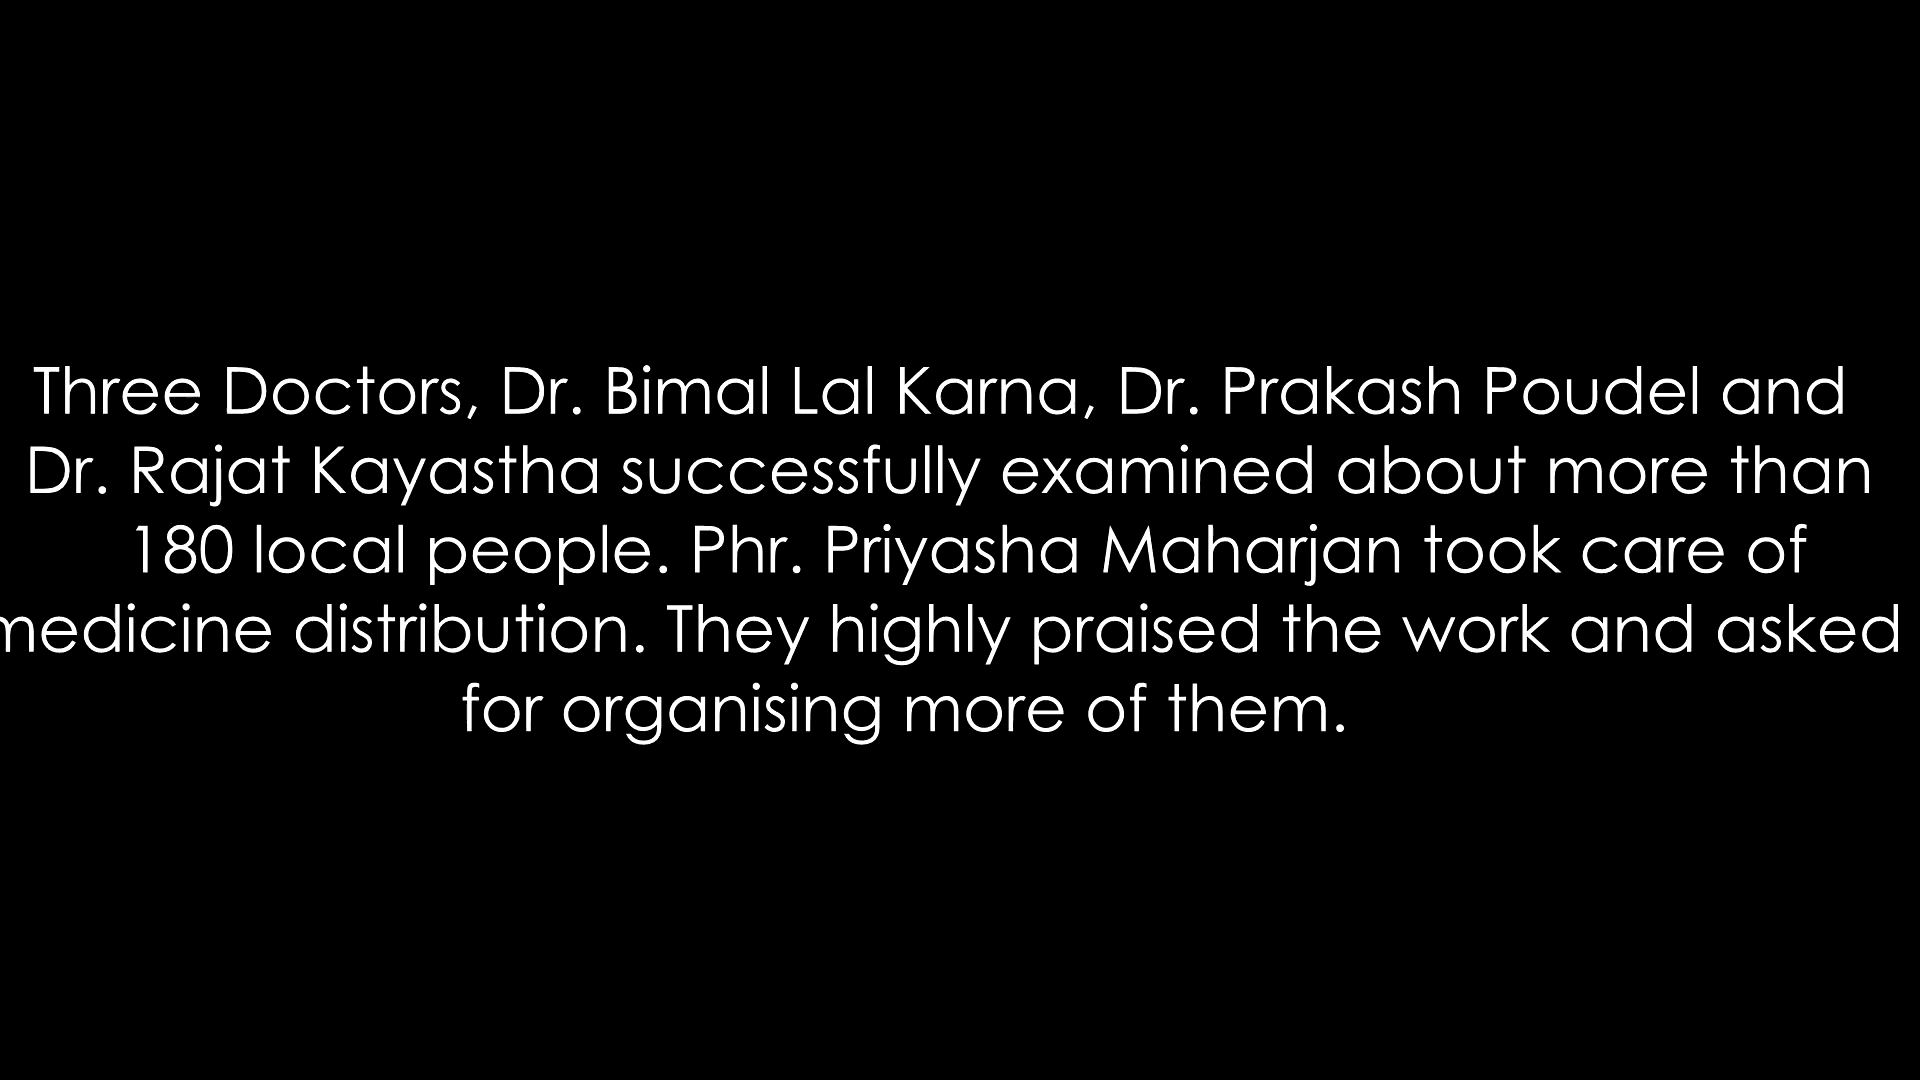 Three Doctors, Dr. Bimal Lal Karna, Dr. Prakash Poudel and
Dr. Rajat Kayastha successfully examined about more than
180 local people. Phr. Priyasha Maharjan took care of
medicine distribution. They highly praised the work and asked
for organising more of them.